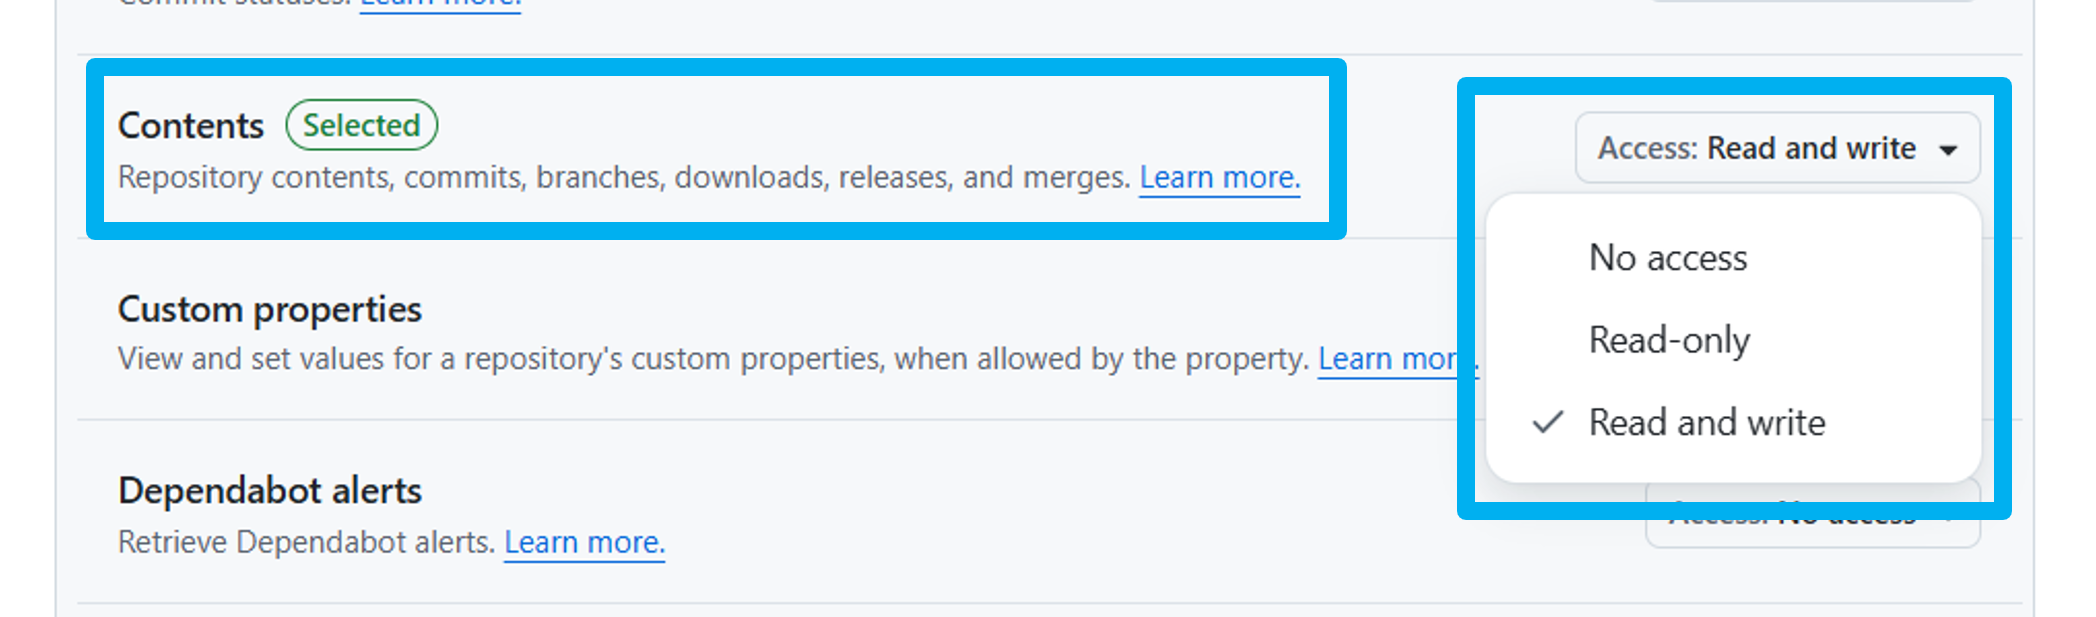 Commit statuses. Learn more.
Contents Selected
Repository contents, commits, branches, downloads, releases, and merges. Learn more.
Access: Read and write
No access
Read-only
Read and write
Custom properties
View and set values for a repository's custom properties, when allowed by the property. Learn mor .
Dependabot alerts
Retrieve Dependabot alerts. Learn more.
Access: No access